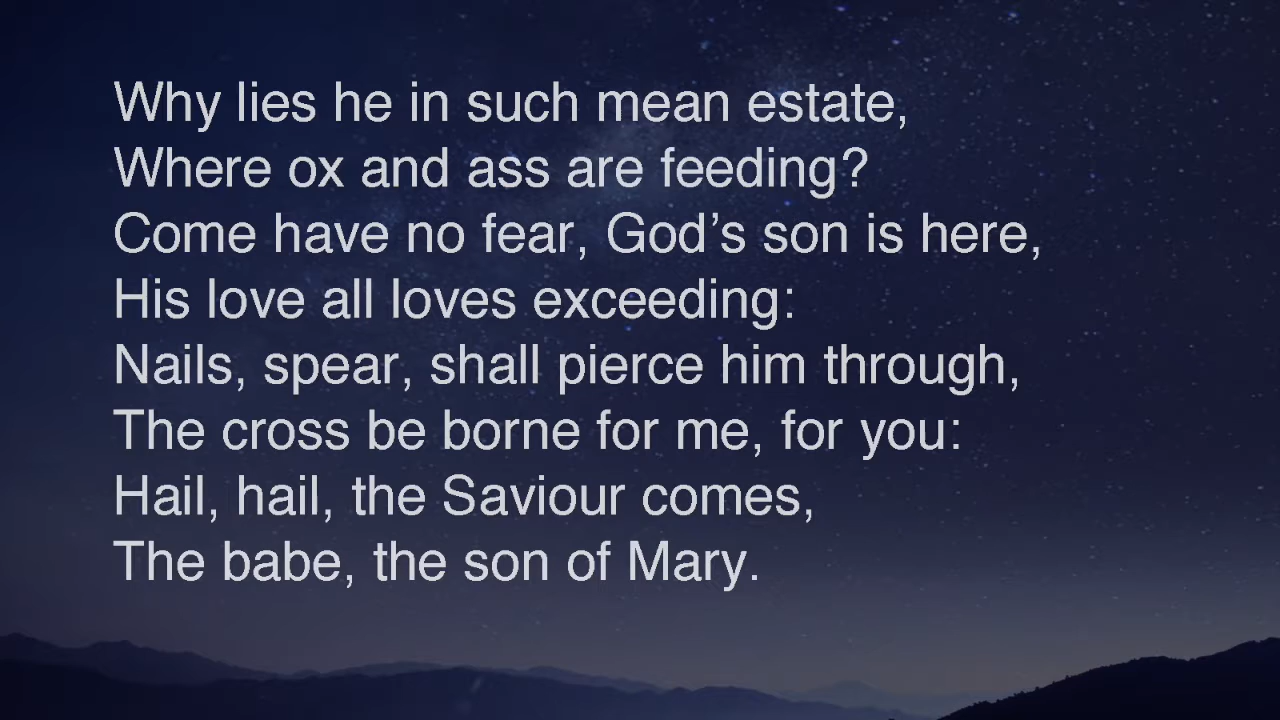 Why lies he in such mean estate,
Where ox and ass are feeding?
Come have no fear, God’s son is here,
His love all loves exceeding:
Nails, spear, shall pierce him through,
The cross be borne for me, for you:
Hail, hail, the Saviour comes,
The babe, the son of Mary.